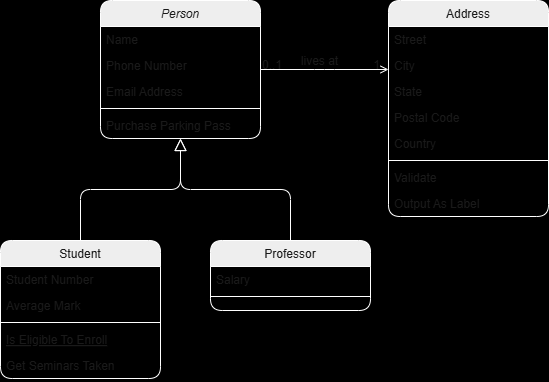 Person
Name
Phone Number
Email Address
Purchase Parking Pass
0..1 lives at 1
Address
Street
City
State
Postal Code
Country
Validate
Output As Label
Student
Student Number
Average Mark
Is Eligible To Enroll
Get Seminars Taken
Professor
Salary